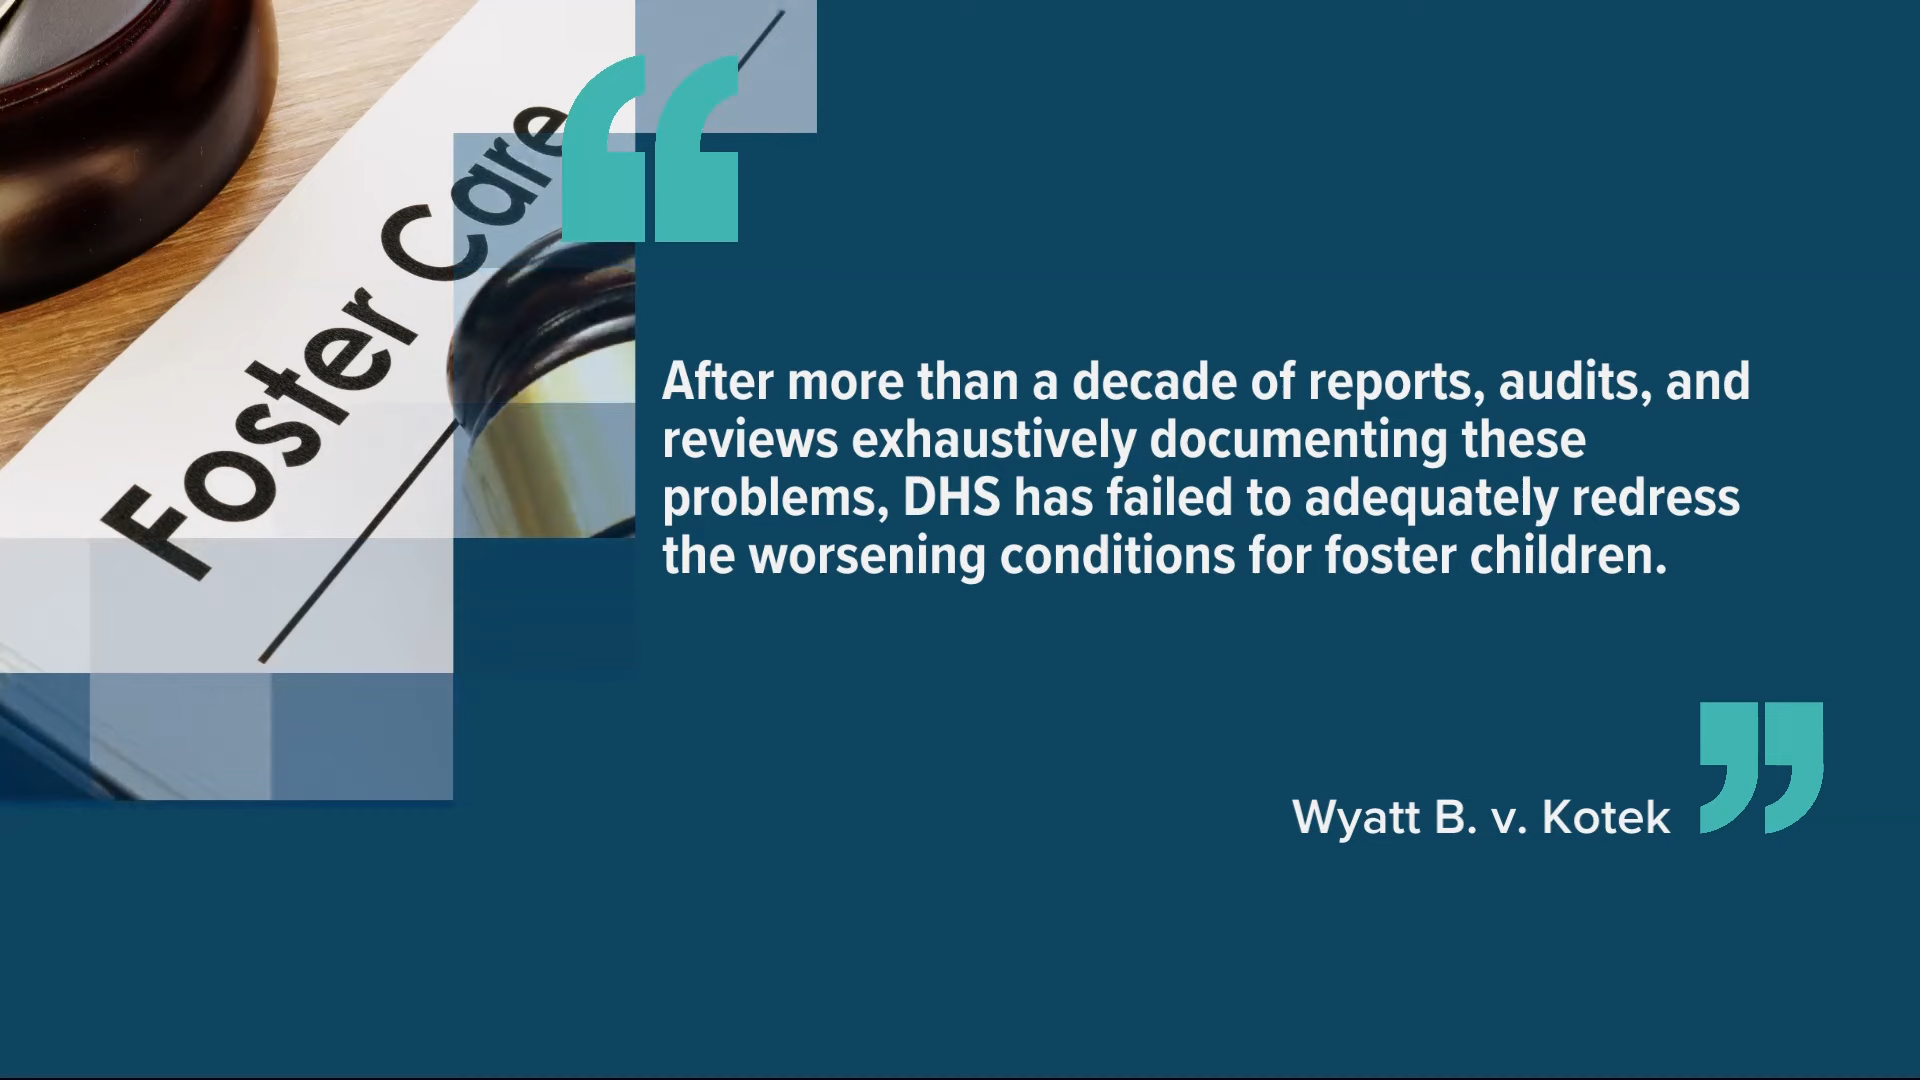 Foster Care
After more than a decade of reports, audits, and
reviews exhaustively documenting these
problems, DHS has failed to adequately redress
the worsening conditions for foster children.
Wyatt B. v. Kotek